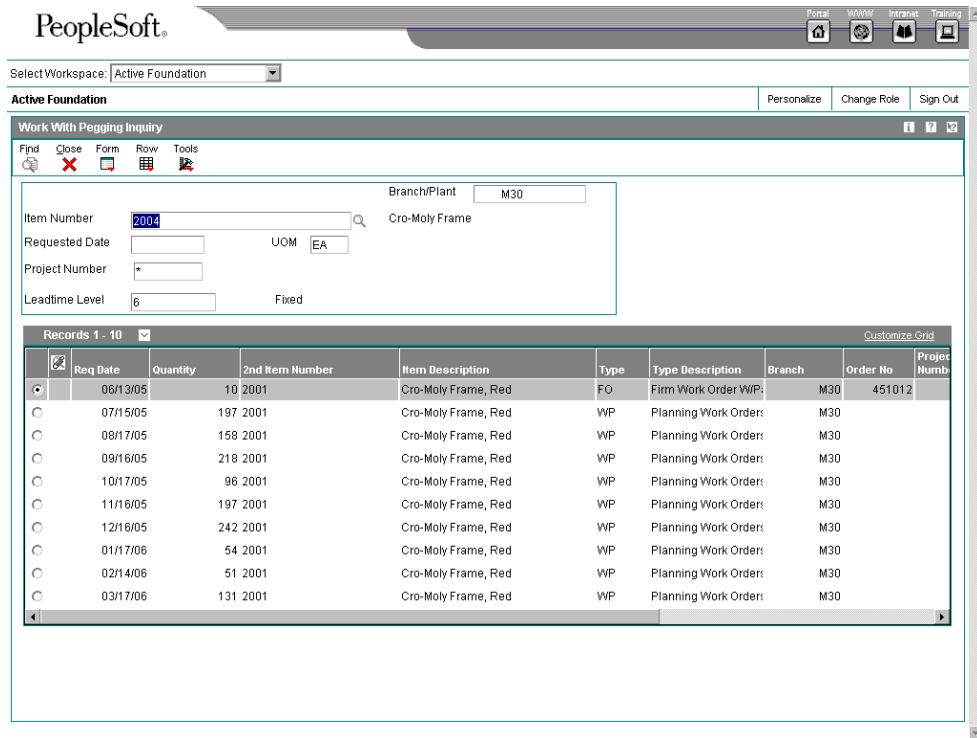 Portal WWW Intranet Training
PeopleSoft.
Select Workspace: Active Foundation
Active Foundation Personalize Change Role Sign Out
Work With Pegging Inquiry
Find Close Form Row Tools
Branch/Plant M30
Item Number 2004 Cro-Moly Frame
Requested Date UOM EA
Project Number *
Leadtime Level 6 Fixed
Records 1 - 10 Customize Grid
Req Date Quantity 2nd Item Number Item Description Type Type Description Branch Order No Projec Numb
06/13/05 10 2001 Cro-Moly Frame, Red FO Firm Work Order W/P M30 451012
07/15/05 197 2001 Cro-Moly Frame, Red WP Planning Work Orders M30
08/17/05 158 2001 Cro-Moly Frame, Red WP Planning Work Orders M30
09/16/05 218 2001 Cro-Moly Frame, Red WP Planning Work Orders M30
10/17/05 96 2001 Cro-Moly Frame, Red WP Planning Work Orders M30
11/16/05 197 2001 Cro-Moly Frame, Red WP Planning Work Orders M30
12/16/05 242 2001 Cro-Moly Frame, Red WP Planning Work Orders M30
01/17/06 54 2001 Cro-Moly Frame, Red WP Planning Work Orders M30
02/14/06 51 2001 Cro-Moly Frame, Red WP Planning Work Orders M30
03/17/06 131 2001 Cro-Moly Frame, Red WP Planning Work Orders M30